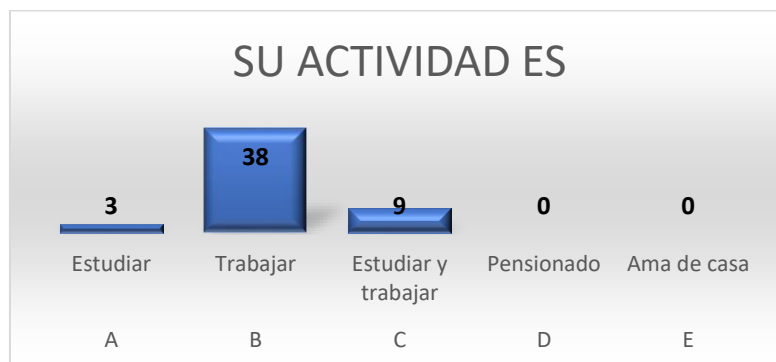 SU ACTIVIDAD ES
3
38
9
0
0
Estudiar
Trabajar
Estudiar y
trabajar
Pensionado
Ama de casa
A
B
C
D
E